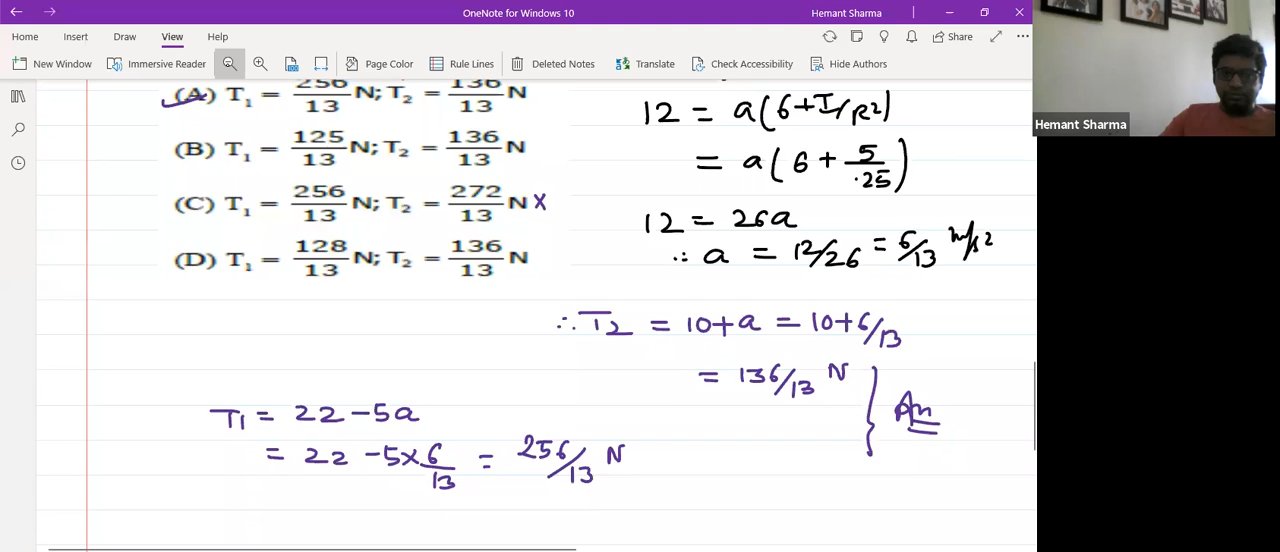 OneNote for Windows 10
Hemant Sharma
Home Insert Draw View Help
Share
New Window Immersive Reader Page Color Rule Lines Deleted Notes Translate Check Accessibility Hide Authors
(A) T₁ = 256/13 N; T₂ = 136/13 N
(B) T₁ = 125/13 N; T₂ = 136/13 N
(C) T₁ = 256/13 N; T₂ = 272/13 N x
(D) T₁ = 128/13 N; T₂ = 136/13 N
12 = a(6+I/R²)
= a(6 + 5/.25)
12 = 26a
∴ a = 12/26 = 6/13 m/s²
∴ T₂ = 10+a = 10+6/13
= 136/13 N
Ans
T₁ = 22-5a
= 22 -5×6/13 = 256/13 N
Hemant Sharma